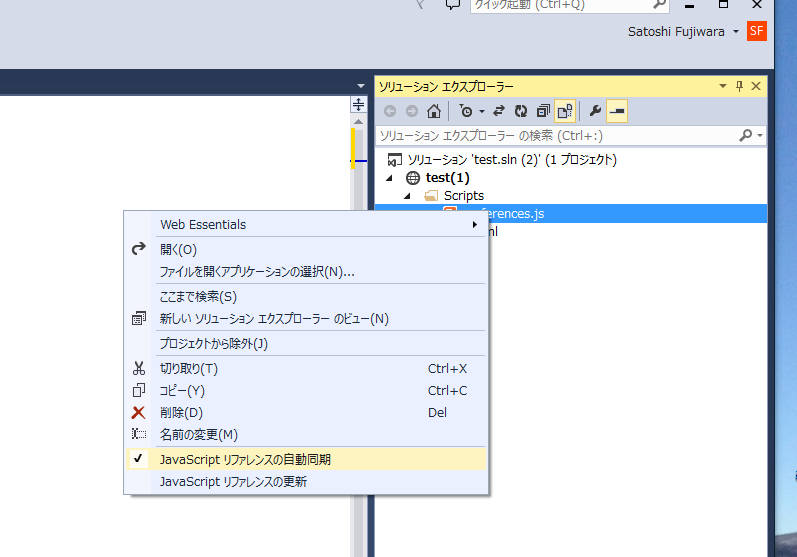 クイック起動 (Ctrl+Q)
Satoshi Fujiwara SF
ソリューション エクスプローラー
ソリューション エクスプローラー の検索 (Ctrl+:)
ソリューション 'test.sln (2)' (1 プロジェクト)
test(1)
Scripts
ferences.js
Web Essentials
開く(O)
ファイルを開くアプリケーションの選択(N)...
ここまで検索(S)
新しい ソリューション エクスプローラー のビュー(N)
プロジェクトから除外(J)
切り取り(T) Ctrl+X
コピー(Y) Ctrl+C
削除(D) Del
名前の変更(M)
JavaScript リファレンスの自動同期
JavaScript リファレンスの更新